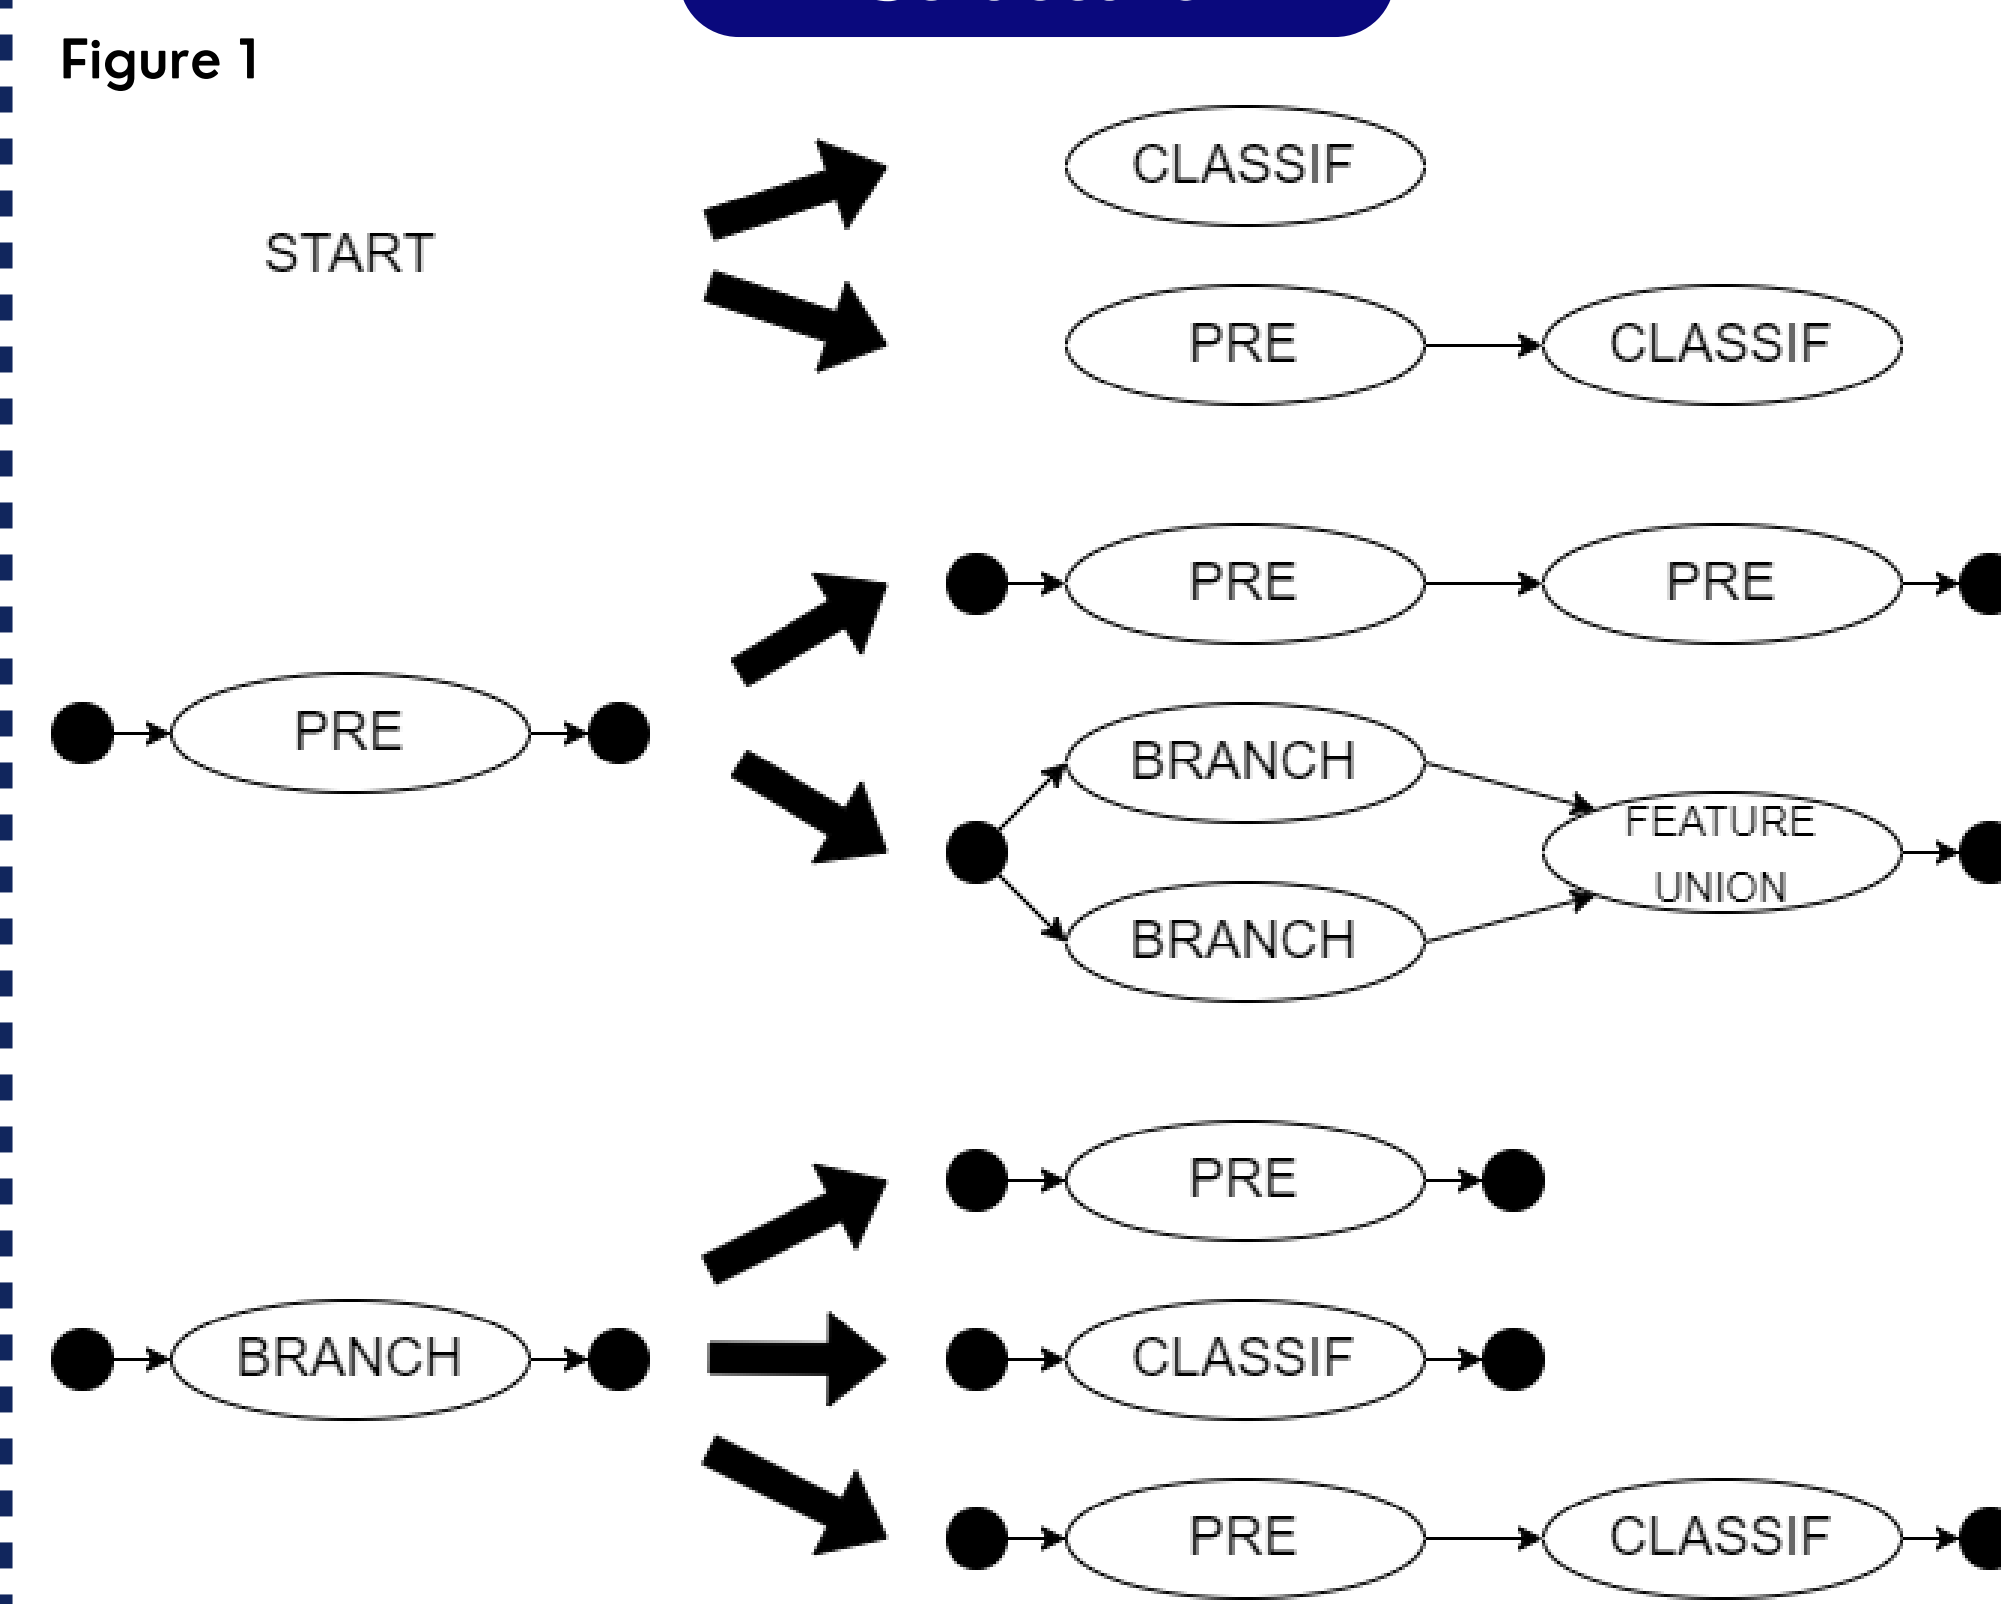 Figure 1
CLASSIF
START
PRE
CLASSIF
PRE
PRE
PRE
BRANCH
FEATURE
UNION
BRANCH
PRE
BRANCH
CLASSIF
PRE
CLASSIF